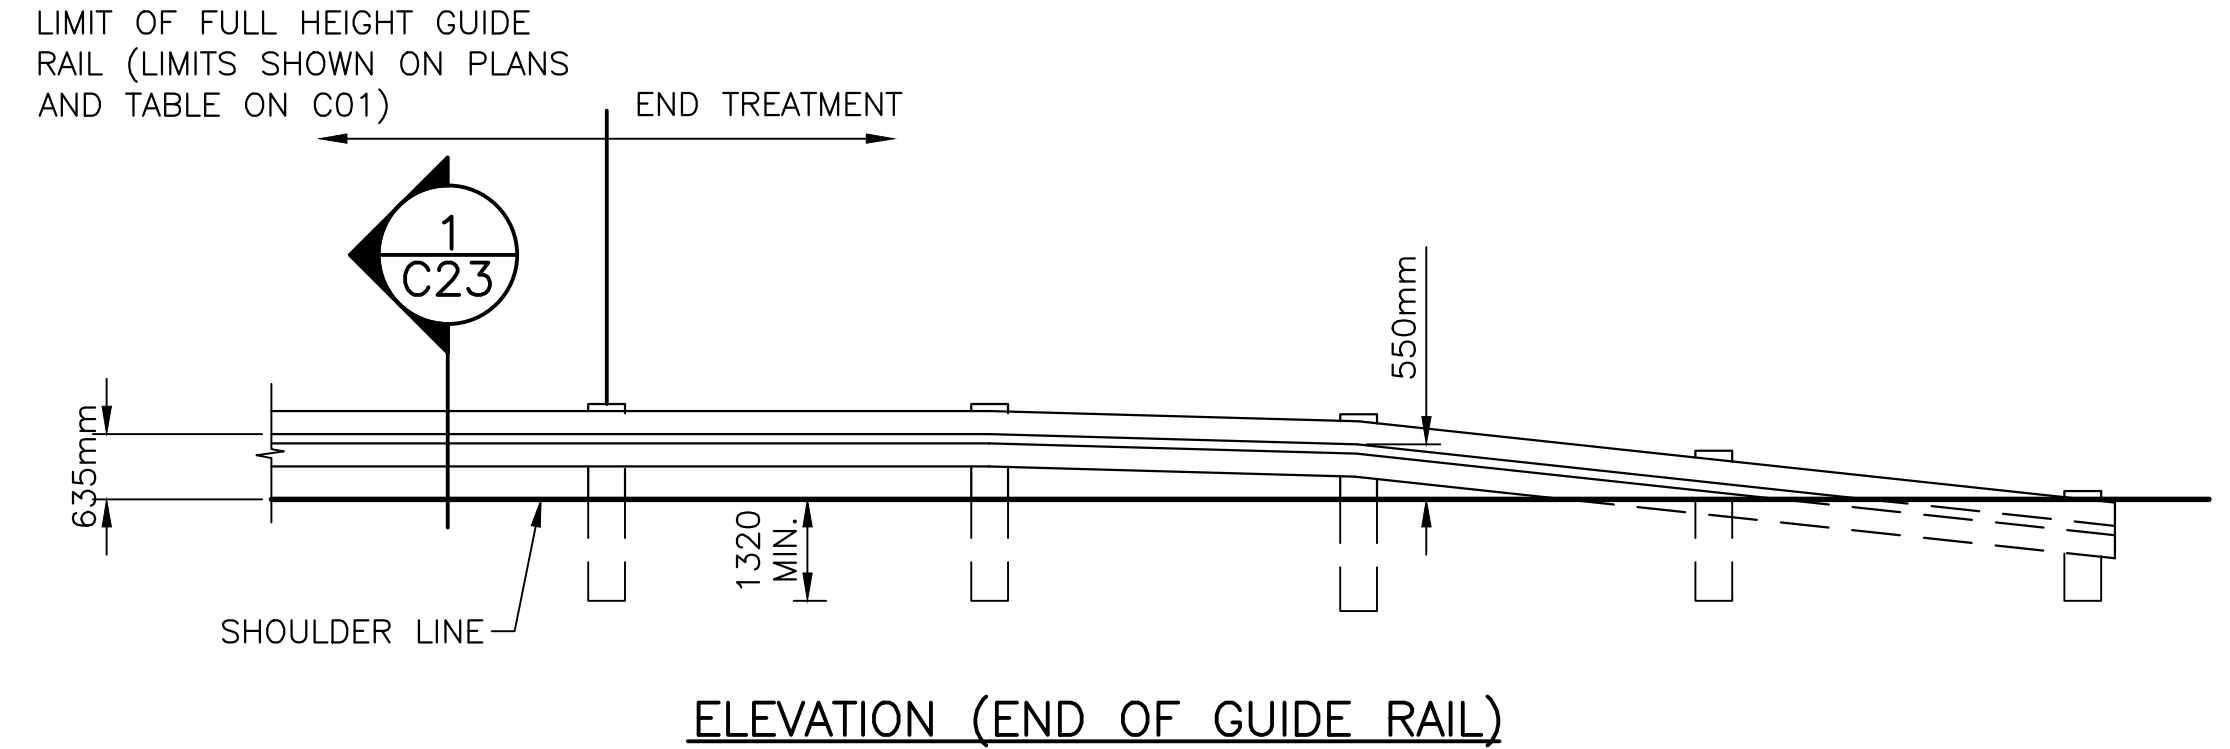 LIMIT OF FULL HEIGHT GUIDE
RAIL (LIMITS SHOWN ON PLANS
AND TABLE ON C01)
END TREATMENT
1
C23
550mm
635mm
1320
MIN.
SHOULDER LINE
ELEVATION (END OF GUIDE RAIL)